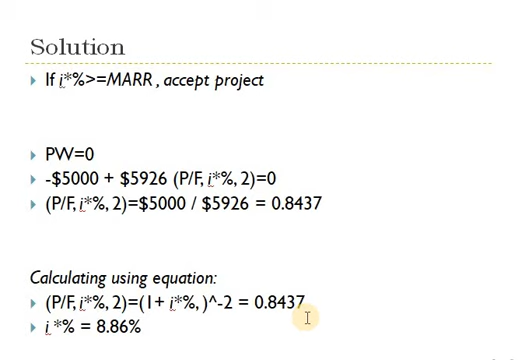 Solution
If i*%>=MARR , accept project
PW=0
-$5000 + $5926 (P/F, i*%, 2)=0
(P/F, i*%, 2)=$5000 / $5926 = 0.8437
Calculating using equation:
(P/F, i*%, 2)=(1+ i*%, )^-2 = 0.8437
i *% = 8.86%